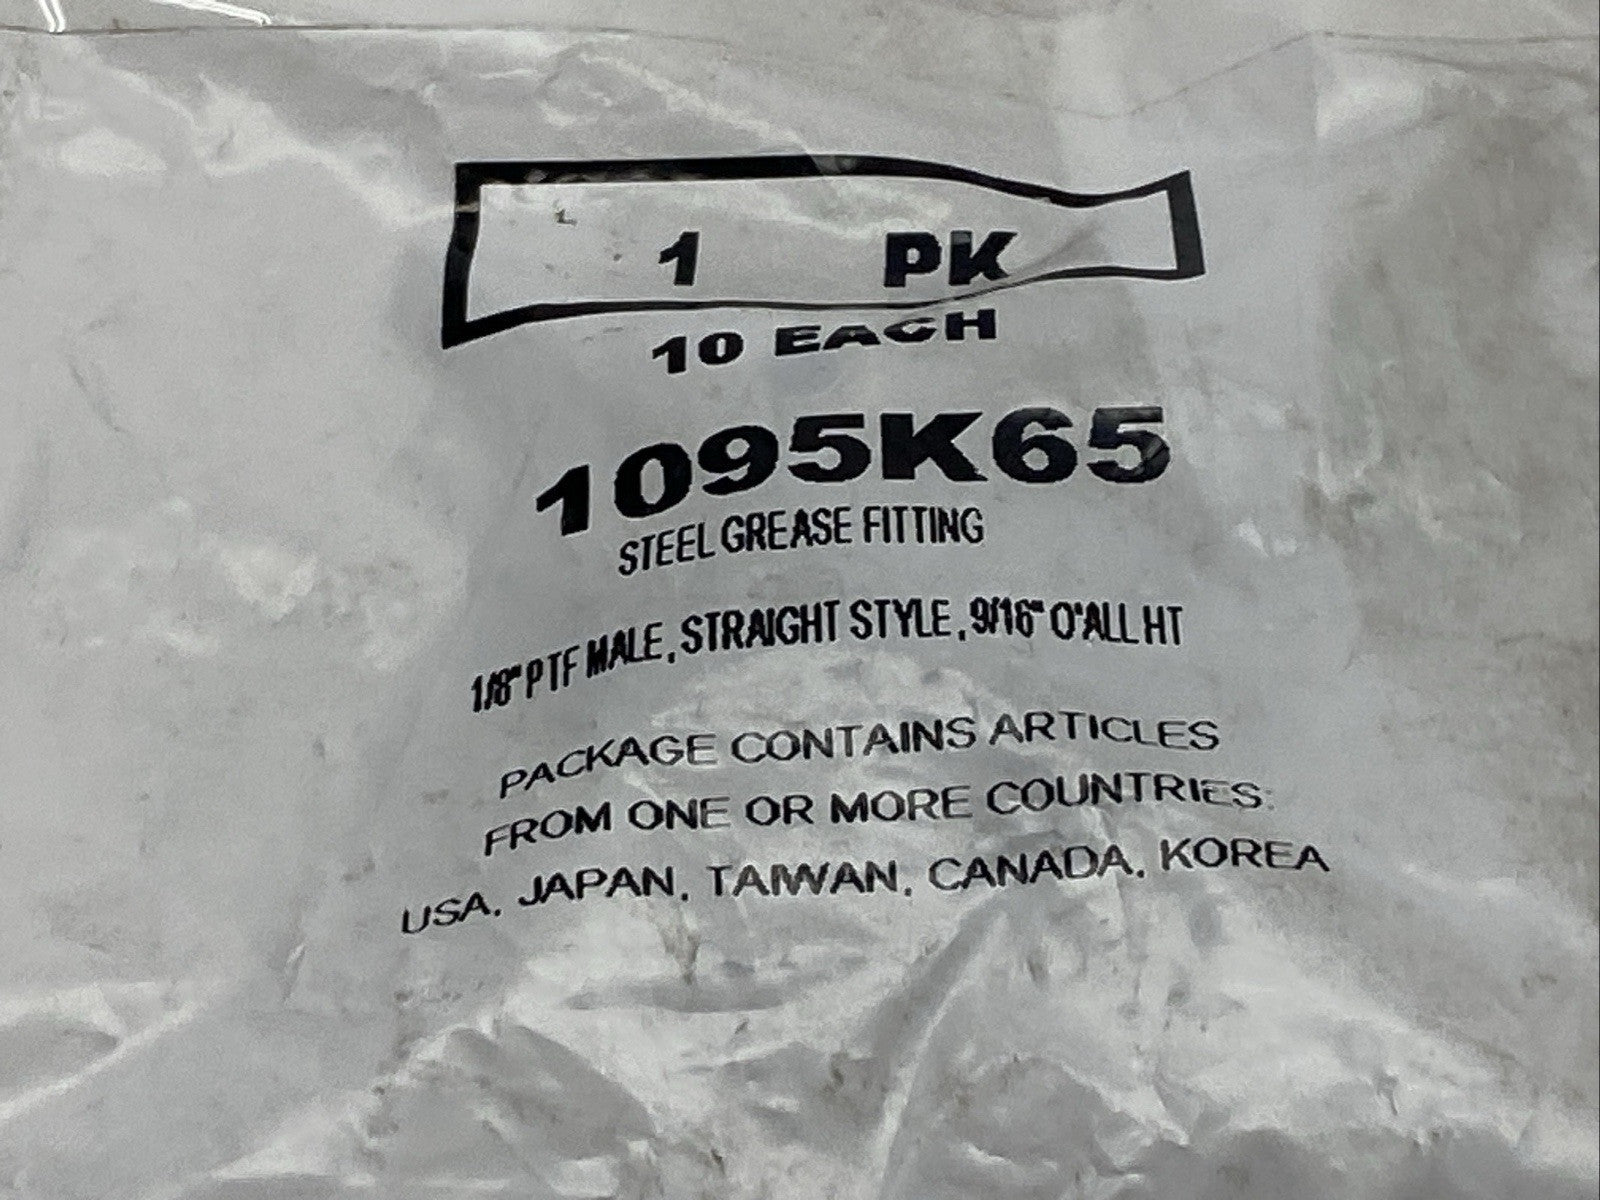 1 PK
10 EACH
1095K65
STEEL GREASE FITTING
1/8" PTF MALE, STRAIGHT STYLE, 9/16" O'ALL HT
PACKAGE CONTAINS ARTICLES
FROM ONE OR MORE COUNTRIES:
USA, JAPAN, TAIWAN, CANADA, KOREA